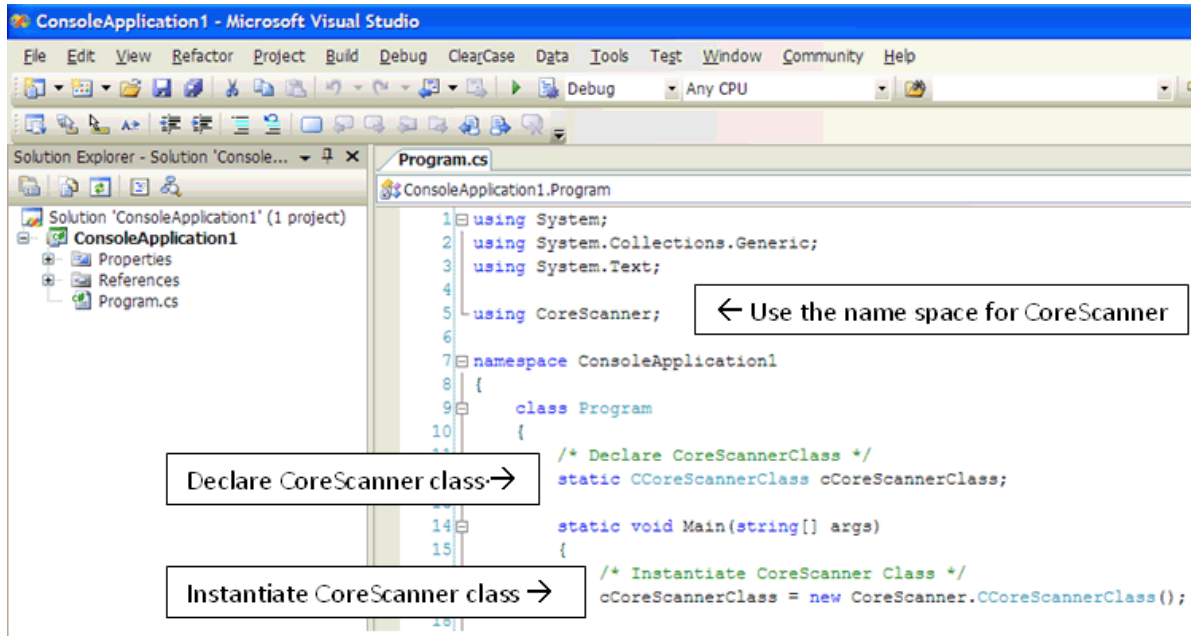 ConsoleApplication1 - Microsoft Visual Studio
File Edit View Refactor Project Build Debug ClearCase Data Tools Test Window Community Help
Debug Any CPU
Solution Explorer - Solution 'Console...
Program.cs
ConsoleApplication1.Program
Solution 'ConsoleApplication1' (1 project)
ConsoleApplication1
Properties
References
Program.cs
1 using System;
2 using System.Collections.Generic;
3 using System.Text;
4
5 using CoreScanner;
← Use the name space for CoreScanner
6
7 namespace ConsoleApplication1
8 {
9 class Program
10 {
/* Declare CoreScannerClass */
Declare CoreScanner class→
static CCoreScannerClass cCoreScannerClass;
14 static void Main(string[] args)
15 {
/* Instantiate CoreScanner Class */
Instantiate CoreScanner class →
cCoreScannerClass = new CoreScanner.CCoreScannerClass();